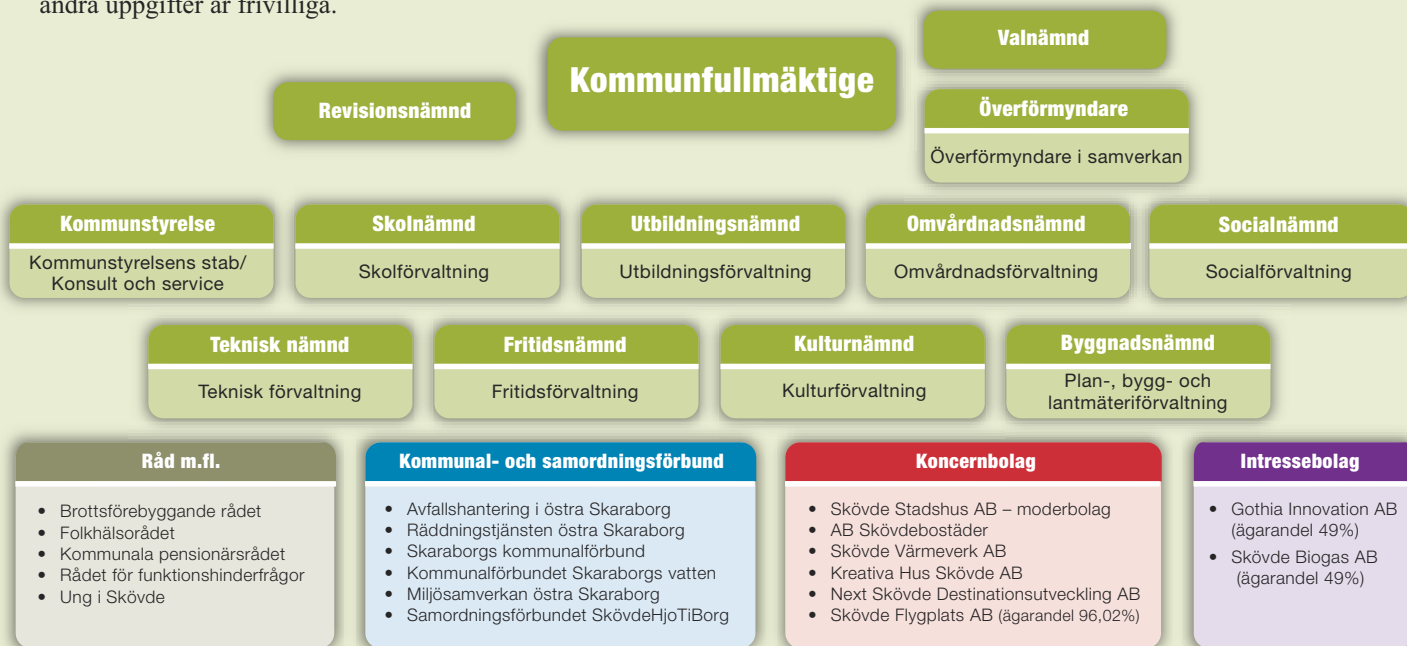 andra uppgifter är frivilliga.
Valnämnd
Kommunfullmäktige
Revisionsnämnd
Överförmyndare
Överförmyndare i samverkan
Kommunstyrelse
Kommunstyrelsens stab/
Konsult och service
Skolnämnd
Skolförvaltning
Utbildningsnämnd
Utbildningsförvaltning
Omvårdnadsnämnd
Omvårdnadsförvaltning
Socialnämnd
Socialförvaltning
Teknisk nämnd
Teknisk förvaltning
Fritidsnämnd
Fritidsförvaltning
Kulturnämnd
Kulturförvaltning
Byggnadsnämnd
Plan-, bygg- och
lantmäteriförvaltning
Råd m.fl.
• Brottsförebyggande rådet
• Folkhälsorådet
• Kommunala pensionärsrådet
• Rådet för funktionshinderfrågor
• Ung i Skövde
Kommunal- och samordningsförbund
• Avfallshantering i östra Skaraborg
• Räddningstjänsten östra Skaraborg
• Skaraborgs kommunalförbund
• Kommunalförbundet Skaraborgs vatten
• Miljösamverkan östra Skaraborg
• Samordningsförbundet SkövdeHjoTiBorg
Koncernbolag
• Skövde Stadshus AB – moderbolag
• AB Skövdebostäder
• Skövde Värmeverk AB
• Kreativa Hus Skövde AB
• Next Skövde Destinationsutveckling AB
• Skövde Flygplats AB (ägarandel 96,02%)
Intressebolag
• Gothia Innovation AB
(ägarandel 49%)
• Skövde Biogas AB
(ägarandel 49%)